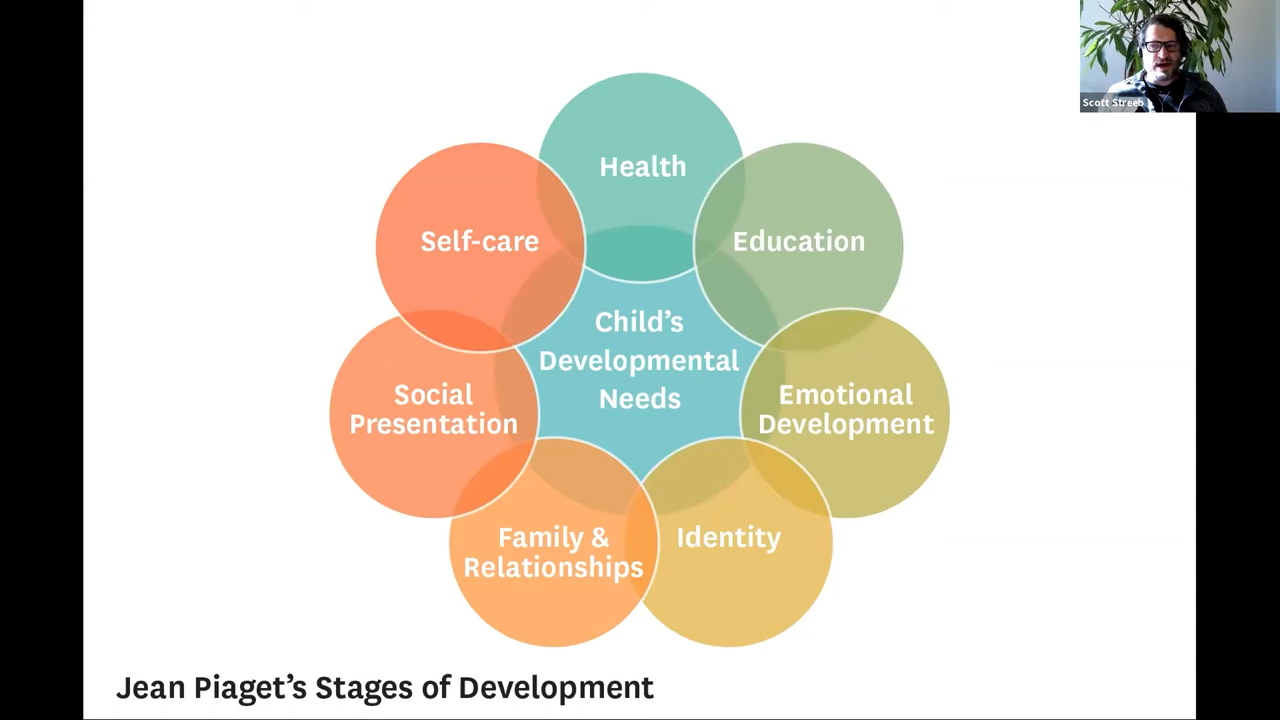 Scott Streeb
Health
Self-care
Education
Child's
Developmental
Needs
Social
Presentation
Emotional
Development
Family &
Relationships
Identity
Jean Piaget's Stages of Development